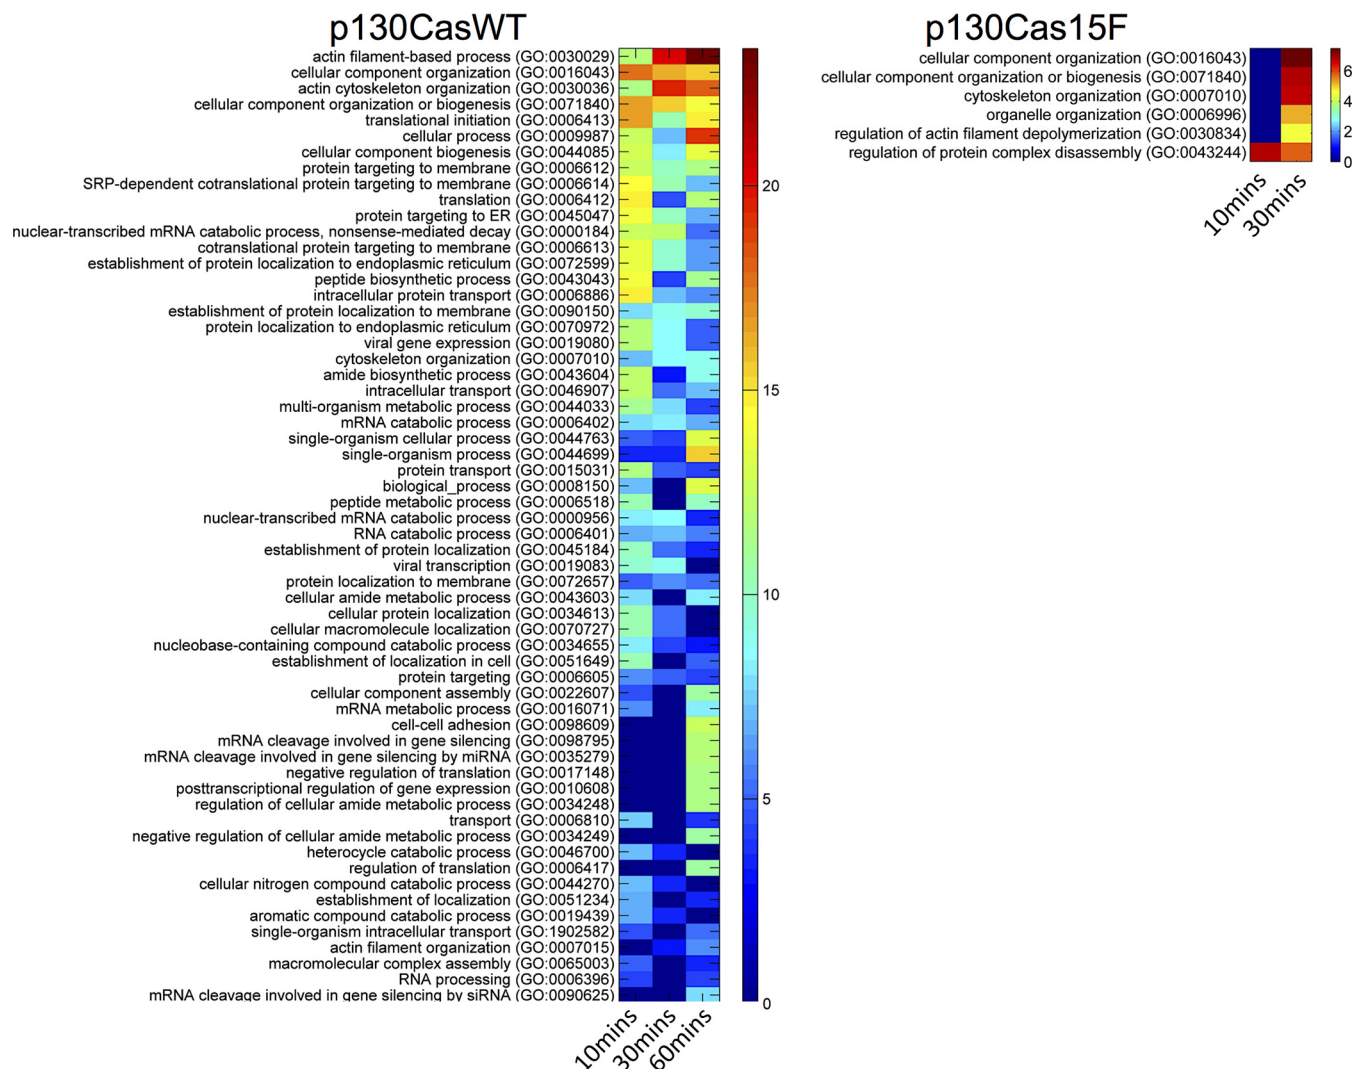 p130CasWT
actin filament-based process (GO:0030029)
cellular component organization (GO:0016043)
actin cytoskeleton organization (GO:0030036)
cellular component organization or biogenesis (GO:0071840)
translational initiation (GO:0006413)
cellular process (GO:0009987)
cellular component biogenesis (GO:0044085)
protein targeting to membrane (GO:0006612)
SRP-dependent cotranslational protein targeting to membrane (GO:0006614)
translation (GO:0006412)
protein targeting to ER (GO:0045047)
nuclear-transcribed mRNA catabolic process, nonsense-mediated decay (GO:0000184)
cotranslational protein targeting to membrane (GO:0006613)
establishment of protein localization to endoplasmic reticulum (GO:0072599)
peptide biosynthetic process (GO:0043043)
intracellular protein transport (GO:0006886)
establishment of protein localization to membrane (GO:0090150)
protein localization to endoplasmic reticulum (GO:0070972)
viral gene expression (GO:0019080)
cytoskeleton organization (GO:0007010)
amide biosynthetic process (GO:0043604)
intracellular transport (GO:0046907)
multi-organism metabolic process (GO:0044033)
mRNA catabolic process (GO:0006402)
single-organism cellular process (GO:0044763)
single-organism process (GO:0044699)
protein transport (GO:0015031)
biological_process (GO:0008150)
peptide metabolic process (GO:0006518)
nuclear-transcribed mRNA catabolic process (GO:0000956)
RNA catabolic process (GO:0006401)
establishment of protein localization (GO:0045184)
viral transcription (GO:0019083)
protein localization to membrane (GO:0072657)
cellular amide metabolic process (GO:0043603)
cellular protein localization (GO:0034613)
cellular macromolecule localization (GO:0070727)
nucleobase-containing compound catabolic process (GO:0034655)
establishment of localization in cell (GO:0051649)
protein targeting (GO:0006605)
cellular component assembly (GO:0022607)
mRNA metabolic process (GO:0016071)
cell-cell adhesion (GO:0098609)
mRNA cleavage involved in gene silencing (GO:0098795)
mRNA cleavage involved in gene silencing by miRNA (GO:0035279)
negative regulation of translation (GO:0017148)
posttranscriptional regulation of gene expression (GO:0010608)
regulation of cellular amide metabolic process (GO:0034248)
transport (GO:0006810)
negative regulation of cellular amide metabolic process (GO:0034249)
heterocycle catabolic process (GO:0046700)
regulation of translation (GO:0006417)
cellular nitrogen compound catabolic process (GO:0044270)
establishment of localization (GO:0051234)
aromatic compound catabolic process (GO:0019439)
single-organism intracellular transport (GO:1902582)
actin filament organization (GO:0007015)
macromolecular complex assembly (GO:0065003)
RNA processing (GO:0006396)
mRNA cleavage involved in gene silencing by siRNA (GO:0090625)
10mins
30mins
60mins
20
15
10
5
0
p130Cas15F
cellular component organization (GO:0016043)
cellular component organization or biogenesis (GO:0071840)
cytoskeleton organization (GO:0007010)
organelle organization (GO:0006996)
regulation of actin filament depolymerization (GO:0030834)
regulation of protein complex disassembly (GO:0043244)
10mins
30mins
6
4
2
0